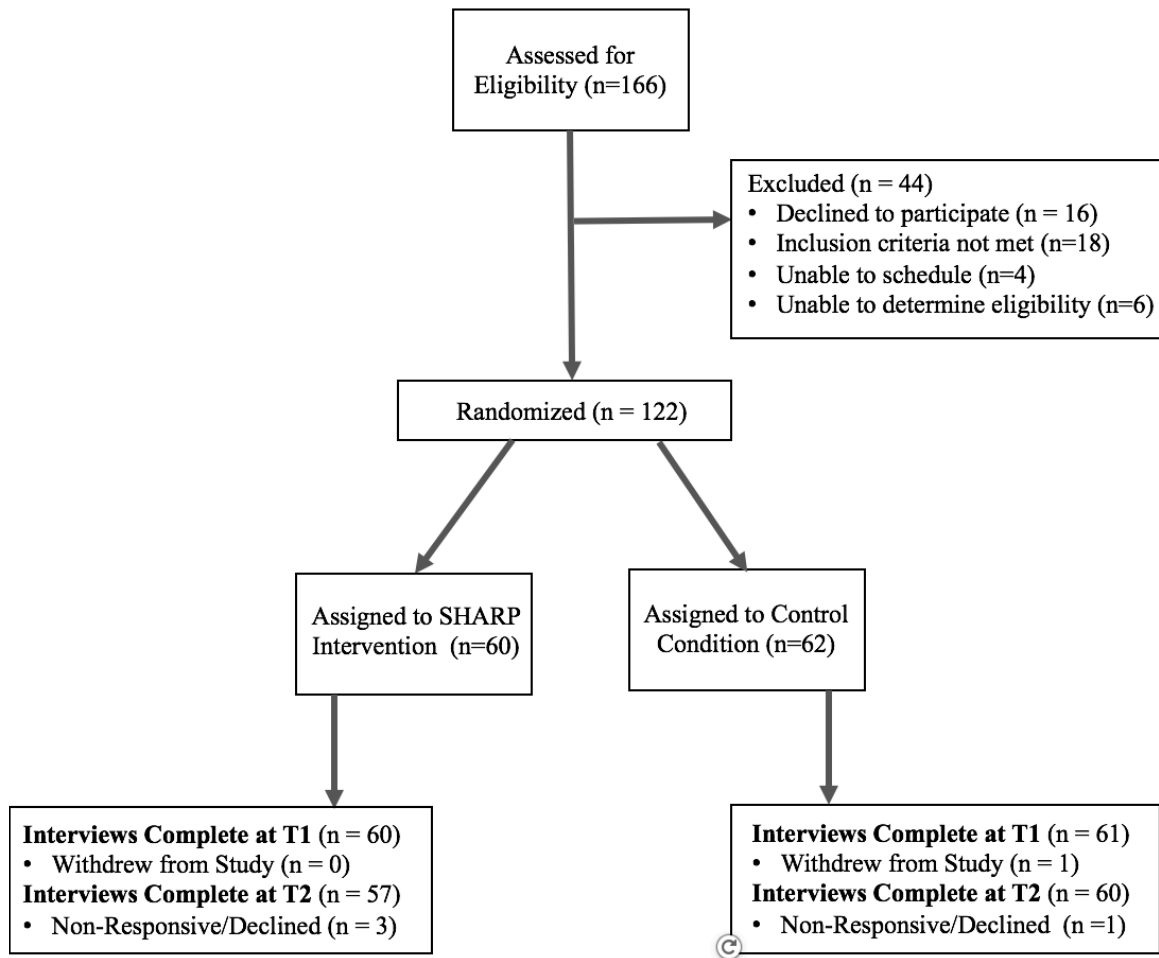 Assessed for
Eligibility (n=166)
Excluded (n = 44)
• Declined to participate (n = 16)
• Inclusion criteria not met (n=18)
• Unable to schedule (n=4)
• Unable to determine eligibility (n=6)
Randomized (n = 122)
Assigned to SHARP
Intervention (n=60)
Assigned to Control
Condition (n=62)
Interviews Complete at T1 (n = 60)
• Withdrew from Study (n = 0)
Interviews Complete at T2 (n = 57)
• Non-Responsive/Declined (n = 3)
Interviews Complete at T1 (n = 61)
• Withdrew from Study (n = 1)
Interviews Complete at T2 (n = 60)
• Non-Responsive/Declined (n =1)